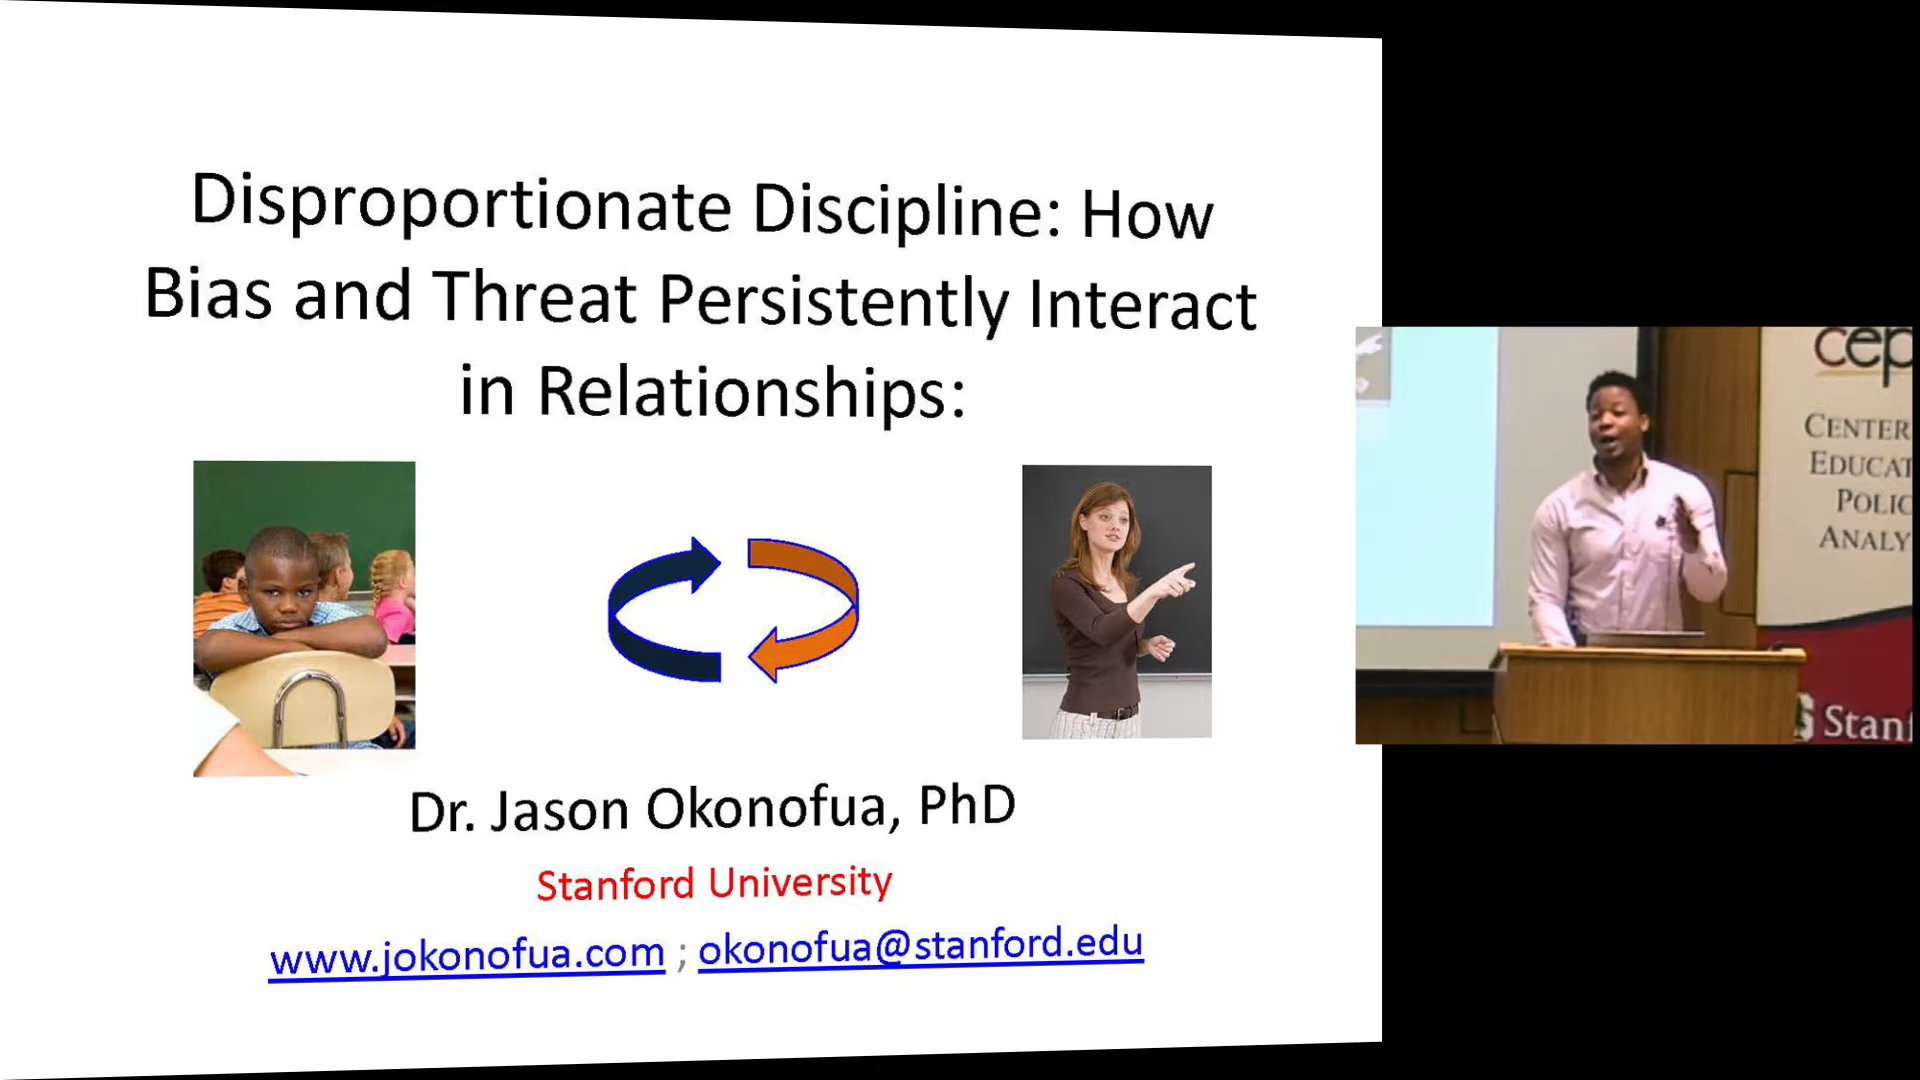 Disproportionate Discipline: How
Bias and Threat Persistently Interact
in Relationships:
Dr. Jason Okonofua, PhD
Stanford University
www.jokonofua.com ; okonofua@stanford.edu
cep
CENTER
EDUCAT
POLIC
ANALY
Stanf